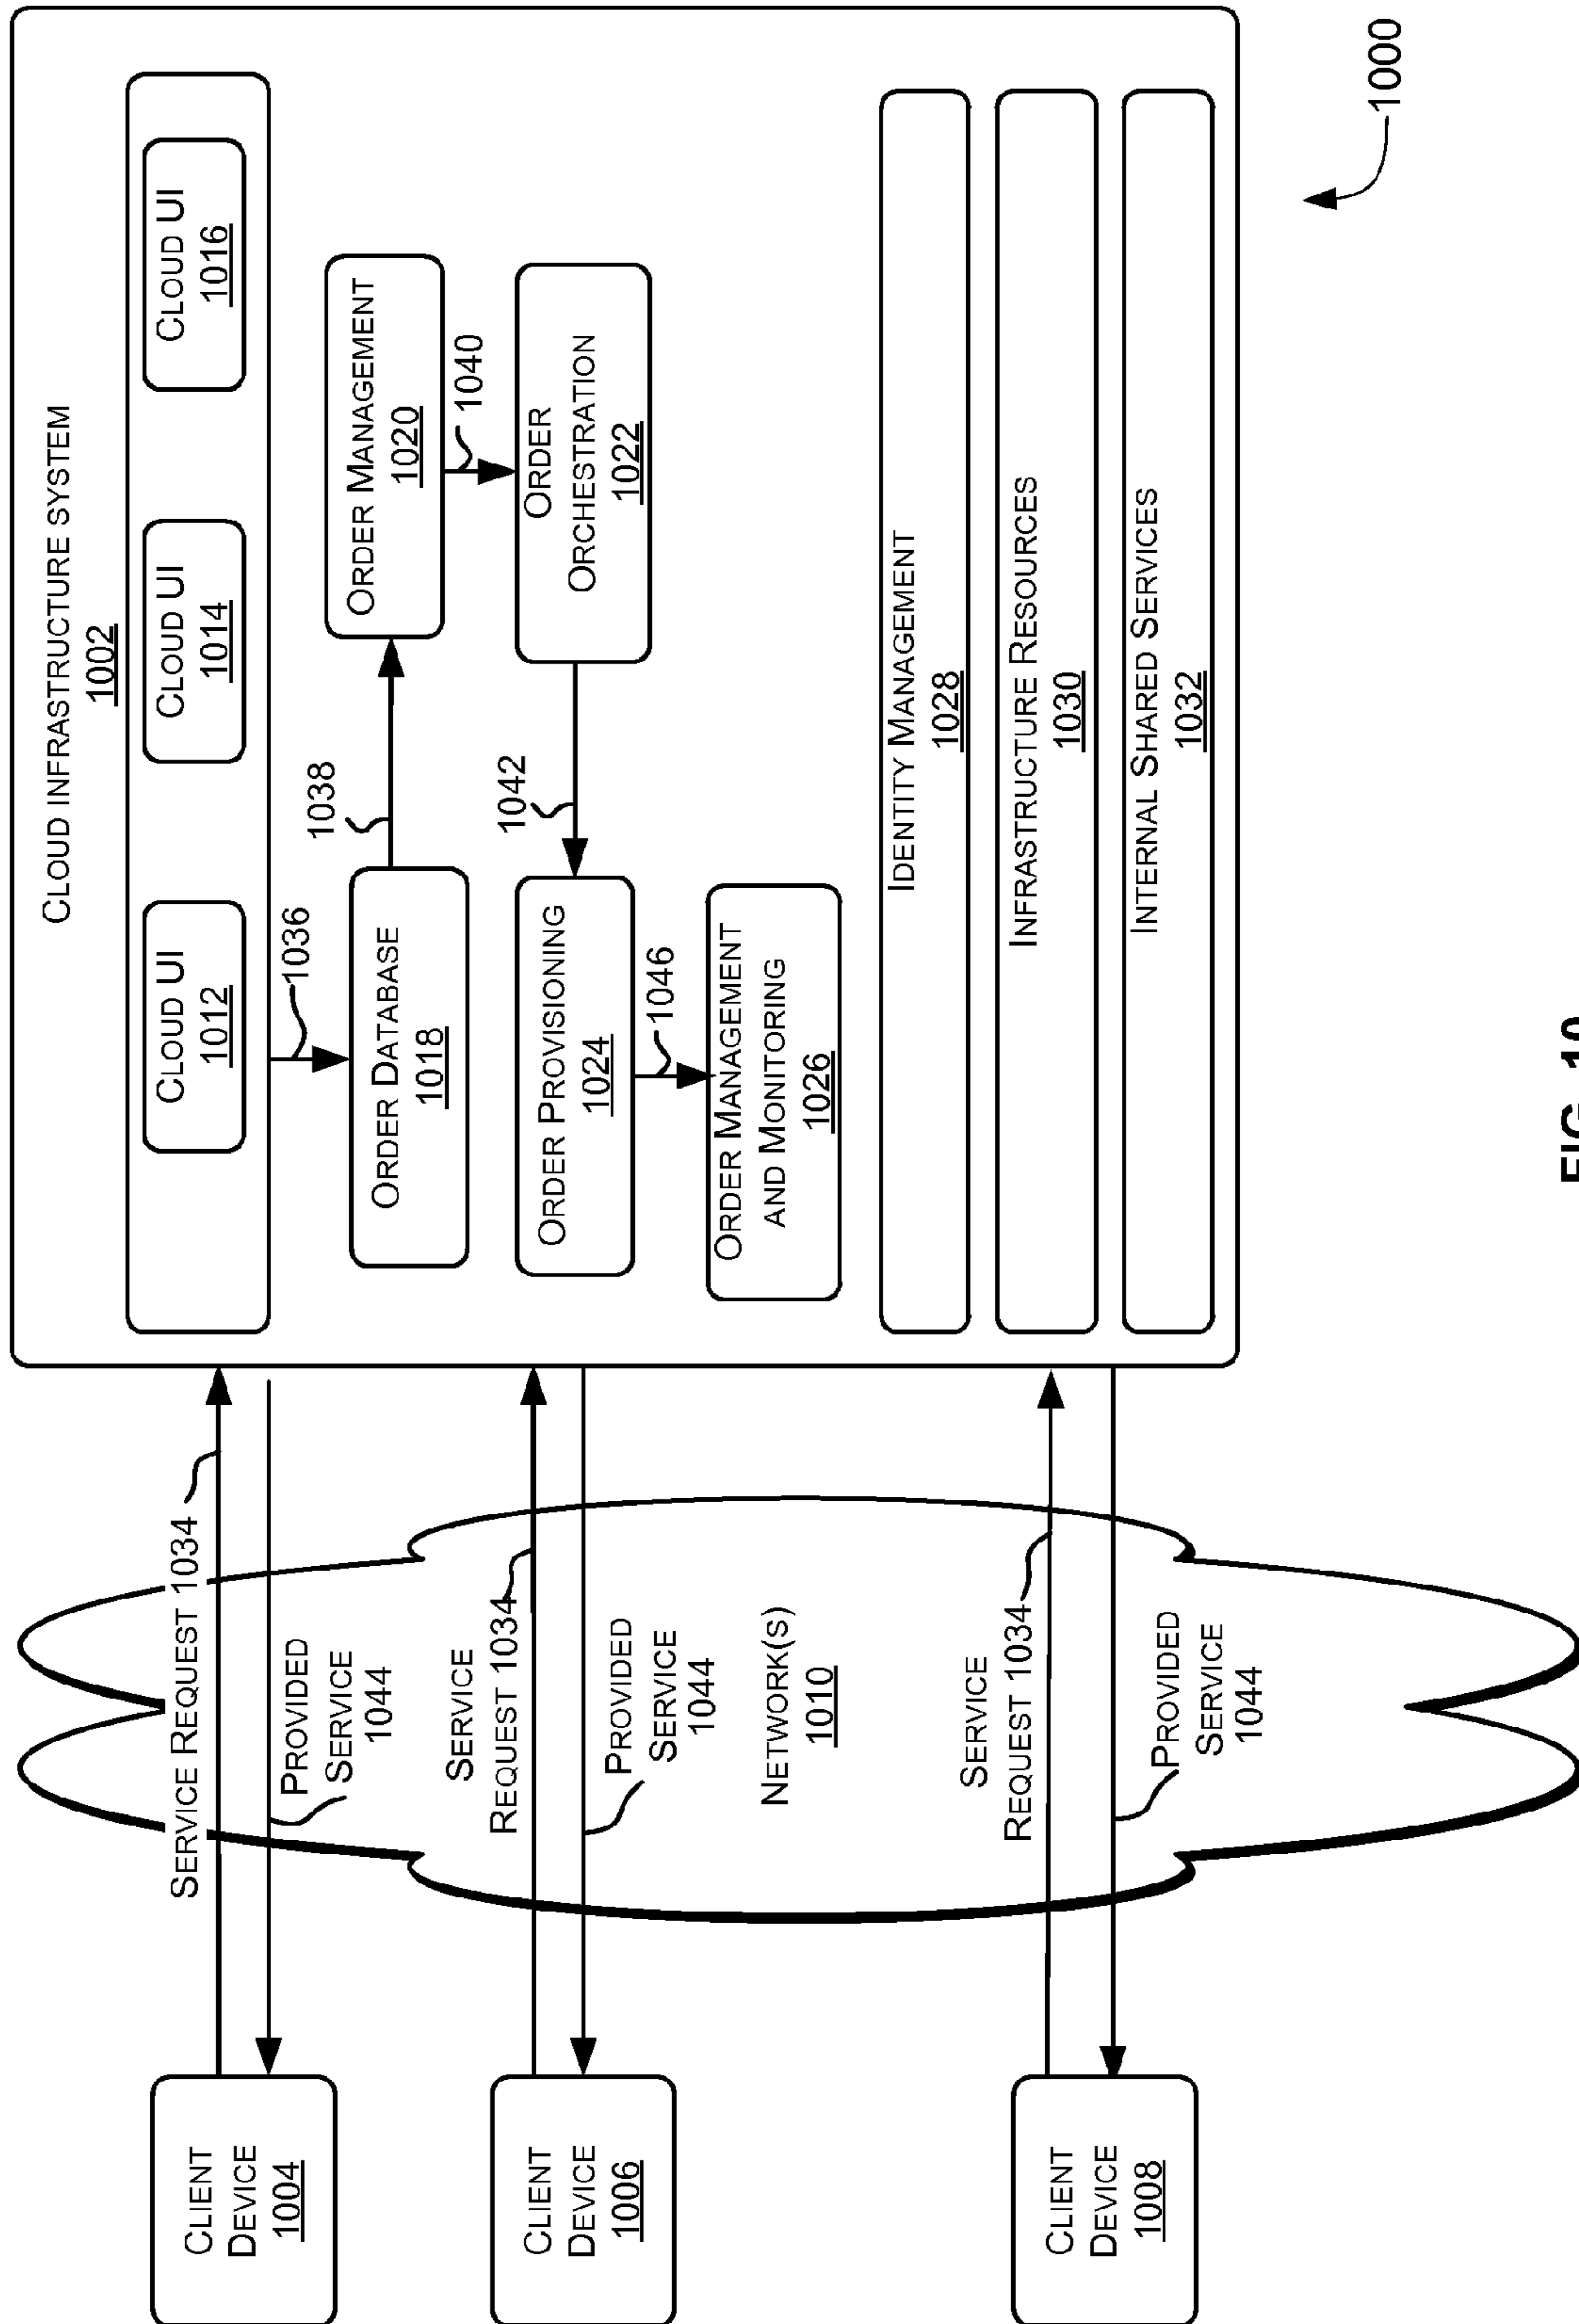 CLOUD INFRASTRUCTURE SYSTEM
1002
CLOUD UI
1012
CLOUD UI
1014
CLOUD UI
1016
1036
ORDER DATABASE
1018
1038
ORDER MANAGEMENT
1020
1040
ORDER
ORCHESTRATION
1022
1042
ORDER PROVISIONING
1024
1046
ORDER MANAGEMENT
AND MONITORING
1026
IDENTITY MANAGEMENT
1028
INFRASTRUCTURE RESOURCES
1030
INTERNAL SHARED SERVICES
1032
CLIENT
DEVICE
1004
SERVICE REQUEST 1034
PROVIDED
SERVICE
1044
CLIENT
DEVICE
1006
SERVICE
REQUEST 1034
PROVIDED
SERVICE
1044
NETWORK(S)
1010
CLIENT
DEVICE
1008
SERVICE
REQUEST 1034
PROVIDED
SERVICE
1044
1000
FIG. 10